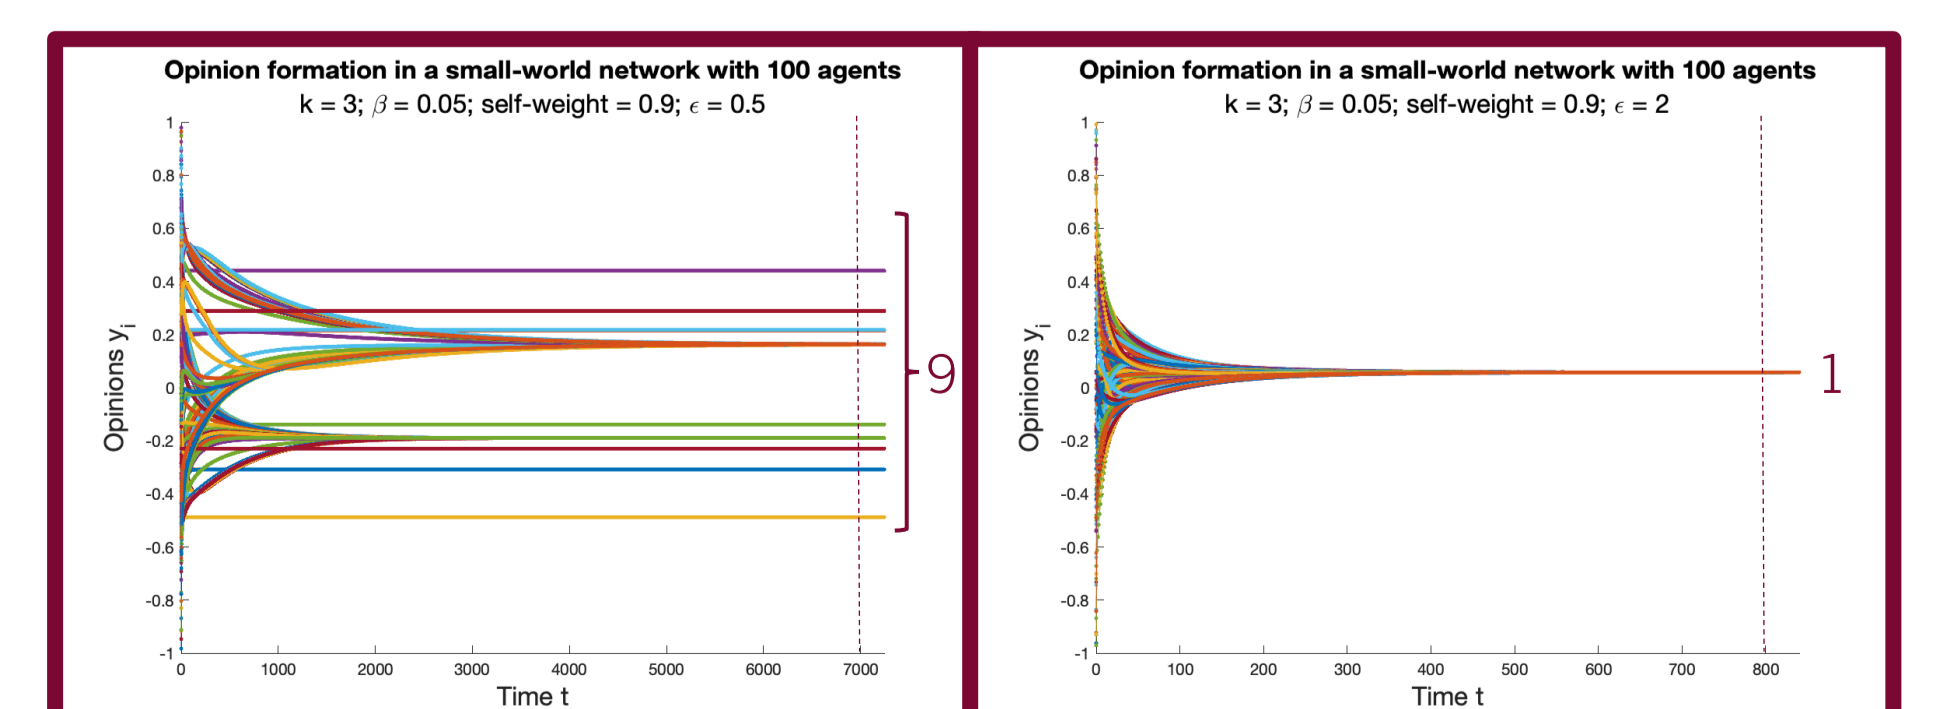 Opinion formation in a small-world network with 100 agents
k = 3; β = 0.05; self-weight = 0.9; ϵ = 0.5
1
0.8
0.6
0.4
0.2
0
-0.2
-0.4
-0.6
-0.8
-1
Opinions yi
0 1000 2000 3000 4000 5000 6000 7000
Time t
9
Opinion formation in a small-world network with 100 agents
k = 3; β = 0.05; self-weight = 0.9; ϵ = 2
1
0.8
0.6
0.4
0.2
0
-0.2
-0.4
-0.6
-0.8
-1
Opinions yi
0 100 200 300 400 500 600 700 800
Time t
1